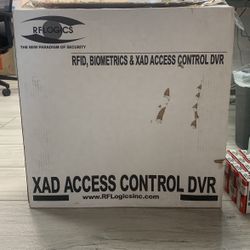 RFLOGICS
THE NEW PARADIGM OF SECURITY
RFID, BIOMETRICS & XAD ACCESS CONTROL DVR
XAD ACCESS CONTROL DVR
www.RFLogicsinc.com